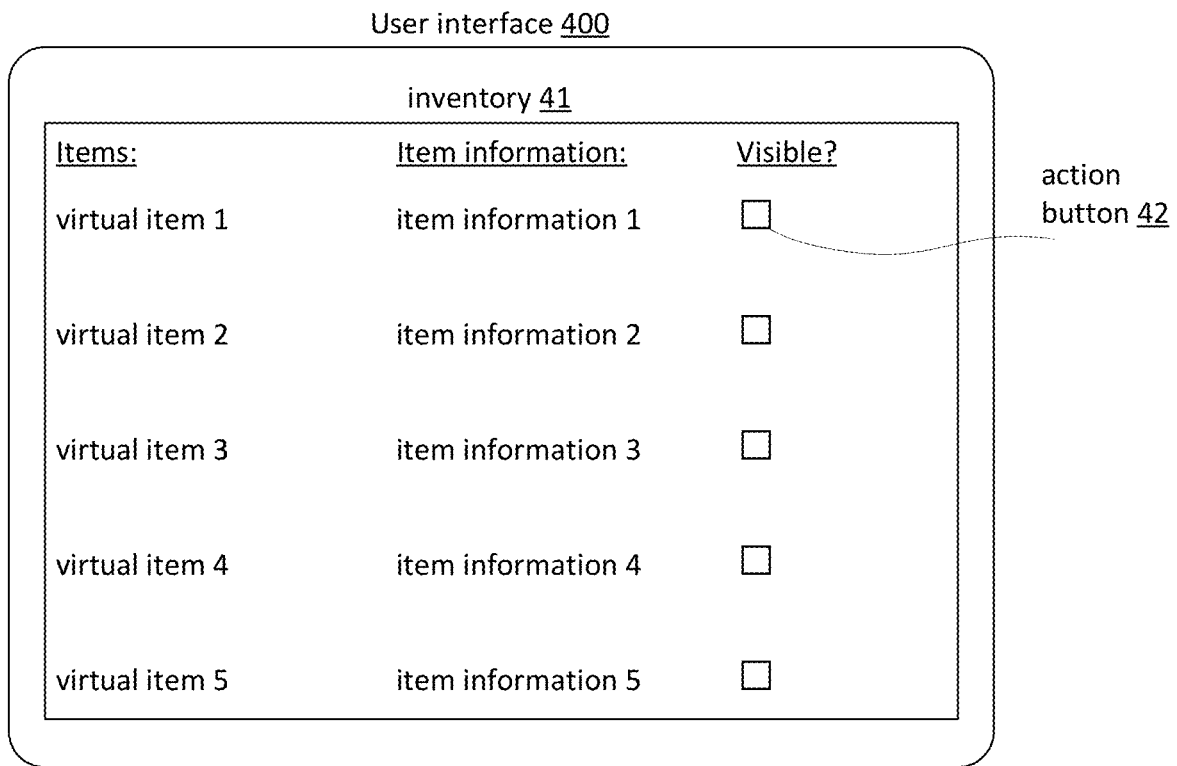 User interface 400
inventory 41
Items: Item information: Visible?
action
button 42
virtual item 1 item information 1
virtual item 2 item information 2
virtual item 3 item information 3
virtual item 4 item information 4
virtual item 5 item information 5